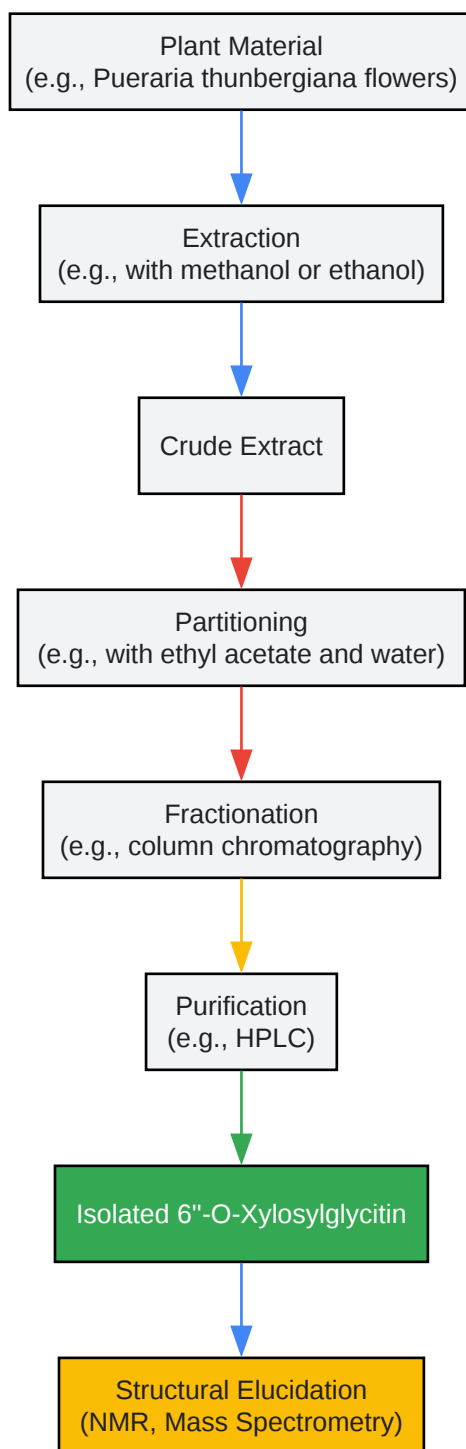 Plant Material
(e.g., Pueraria thunbergiana flowers)
Extraction
(e.g., with methanol or ethanol)
Crude Extract
Partitioning
(e.g., with ethyl acetate and water)
Fractionation
(e.g., column chromatography)
Purification
(e.g., HPLC)
Isolated 6"-O-Xylosylglycitin
Structural Elucidation
(NMR, Mass Spectrometry)